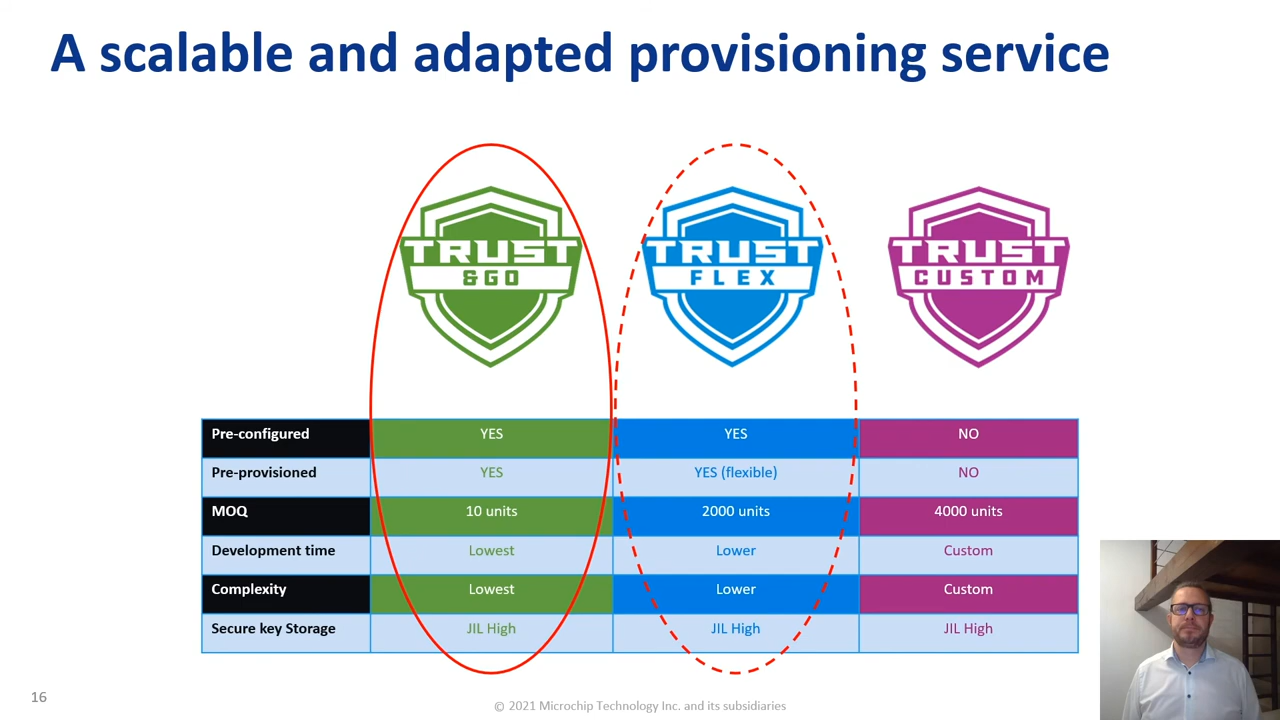 A scalable and adapted provisioning service
TRUST
&GO
TRUST
FLEX
TRUST
CUSTOM
Pre-configured YES YES NO
Pre-provisioned YES YES (flexible) NO
MOQ 10 units 2000 units 4000 units
Development time Lowest Lower Custom
Complexity Lowest Lower Custom
Secure key Storage JIL High JIL High JIL High
16
© 2021 Microchip Technology Inc. and its subsidiaries